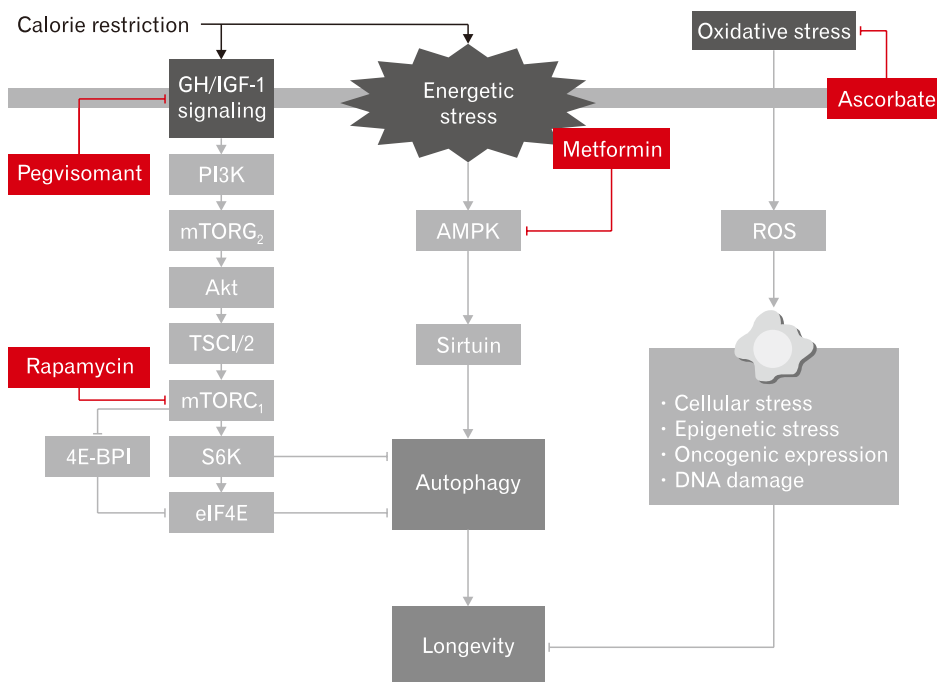 Calorie restriction
Oxidative stress
GH/IGF-1
signaling
Energetic
stress
Ascorbate
Pegvisomant
Metformin
PI3K
mTORG₂
AMPK
ROS
Akt
TSCI/2
Sirtuin
Rapamycin
mTORC₁
4E-BPI
S6K
eIF4E
Autophagy
· Cellular stress
· Epigenetic stress
· Oncogenic expression
· DNA damage
Longevity